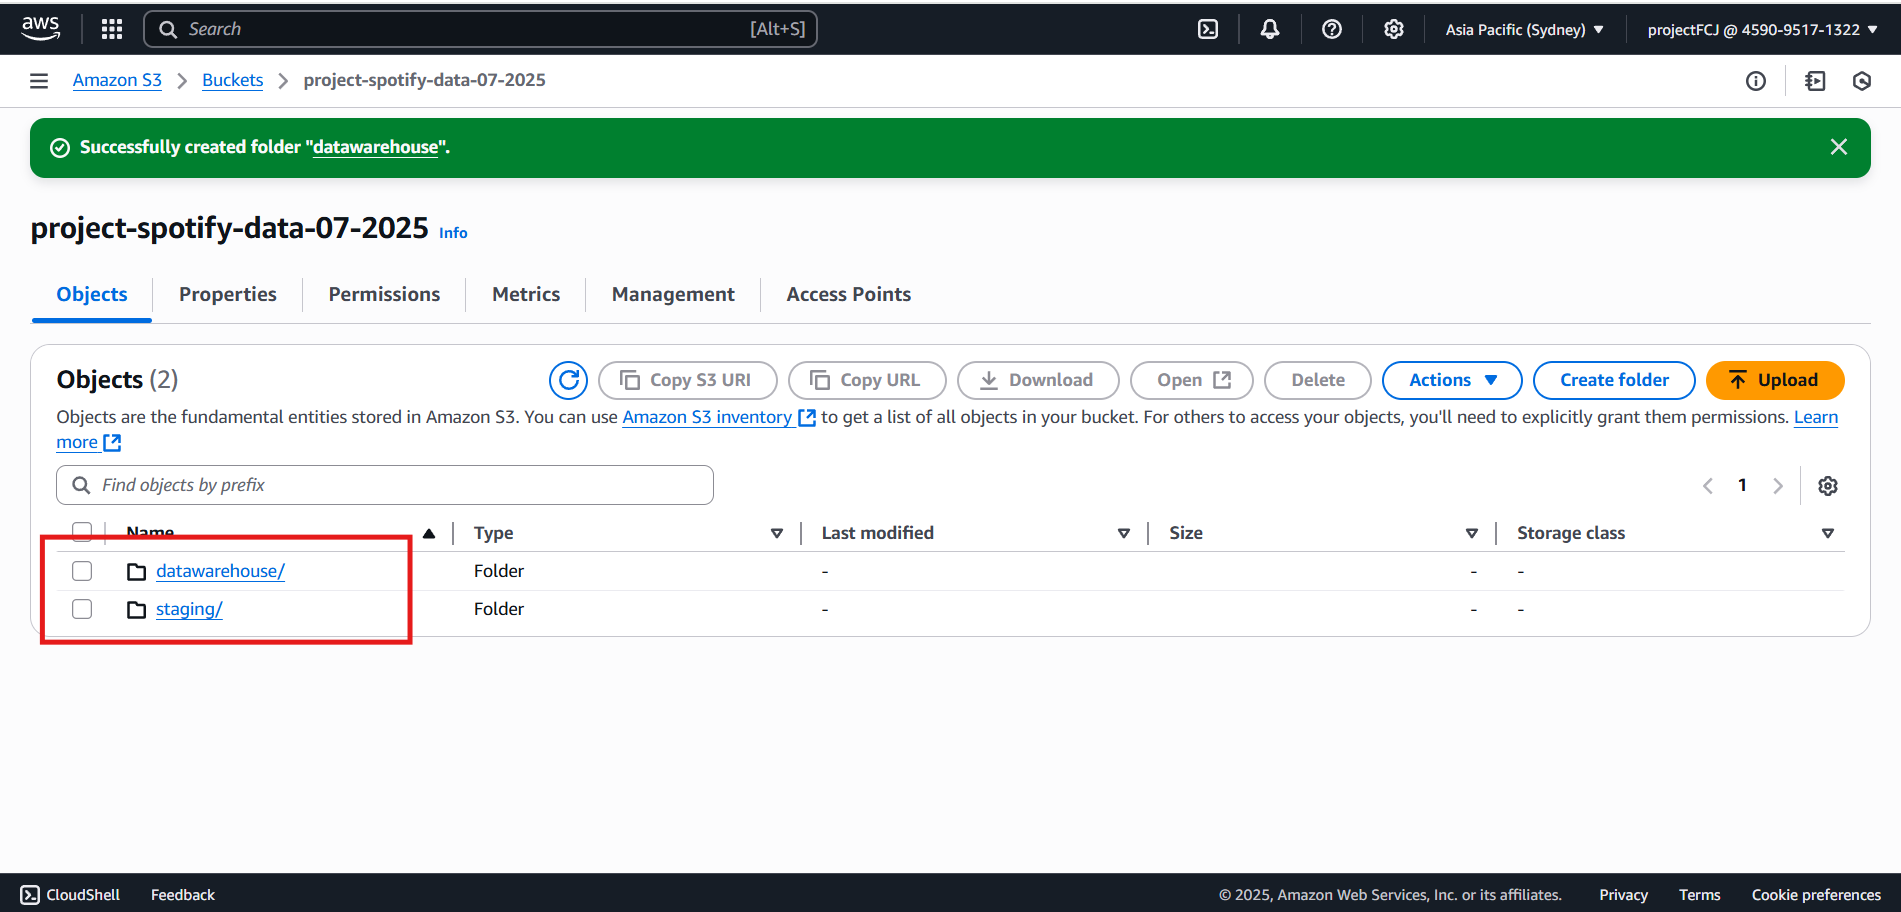 aws Search [Alt+S] Asia Pacific (Sydney) projectFCJ @ 4590-9517-1322
Amazon S3 Buckets project-spotify-data-07-2025
Successfully created folder "datawarehouse".
project-spotify-data-07-2025 Info
Objects Properties Permissions Metrics Management Access Points
Objects (2) Copy S3 URI Copy URL Download Open Delete Actions Create folder Upload
Objects are the fundamental entities stored in Amazon S3. You can use Amazon S3 inventory to get a list of all objects in your bucket. For others to access your objects, you'll need to explicitly grant them permissions. Learn
more
Find objects by prefix 1
Name Type Last modified Size Storage class
datawarehouse/ Folder - - -
staging/ Folder - - -
CloudShell Feedback © 2025, Amazon Web Services, Inc. or its affiliates. Privacy Terms Cookie preferences